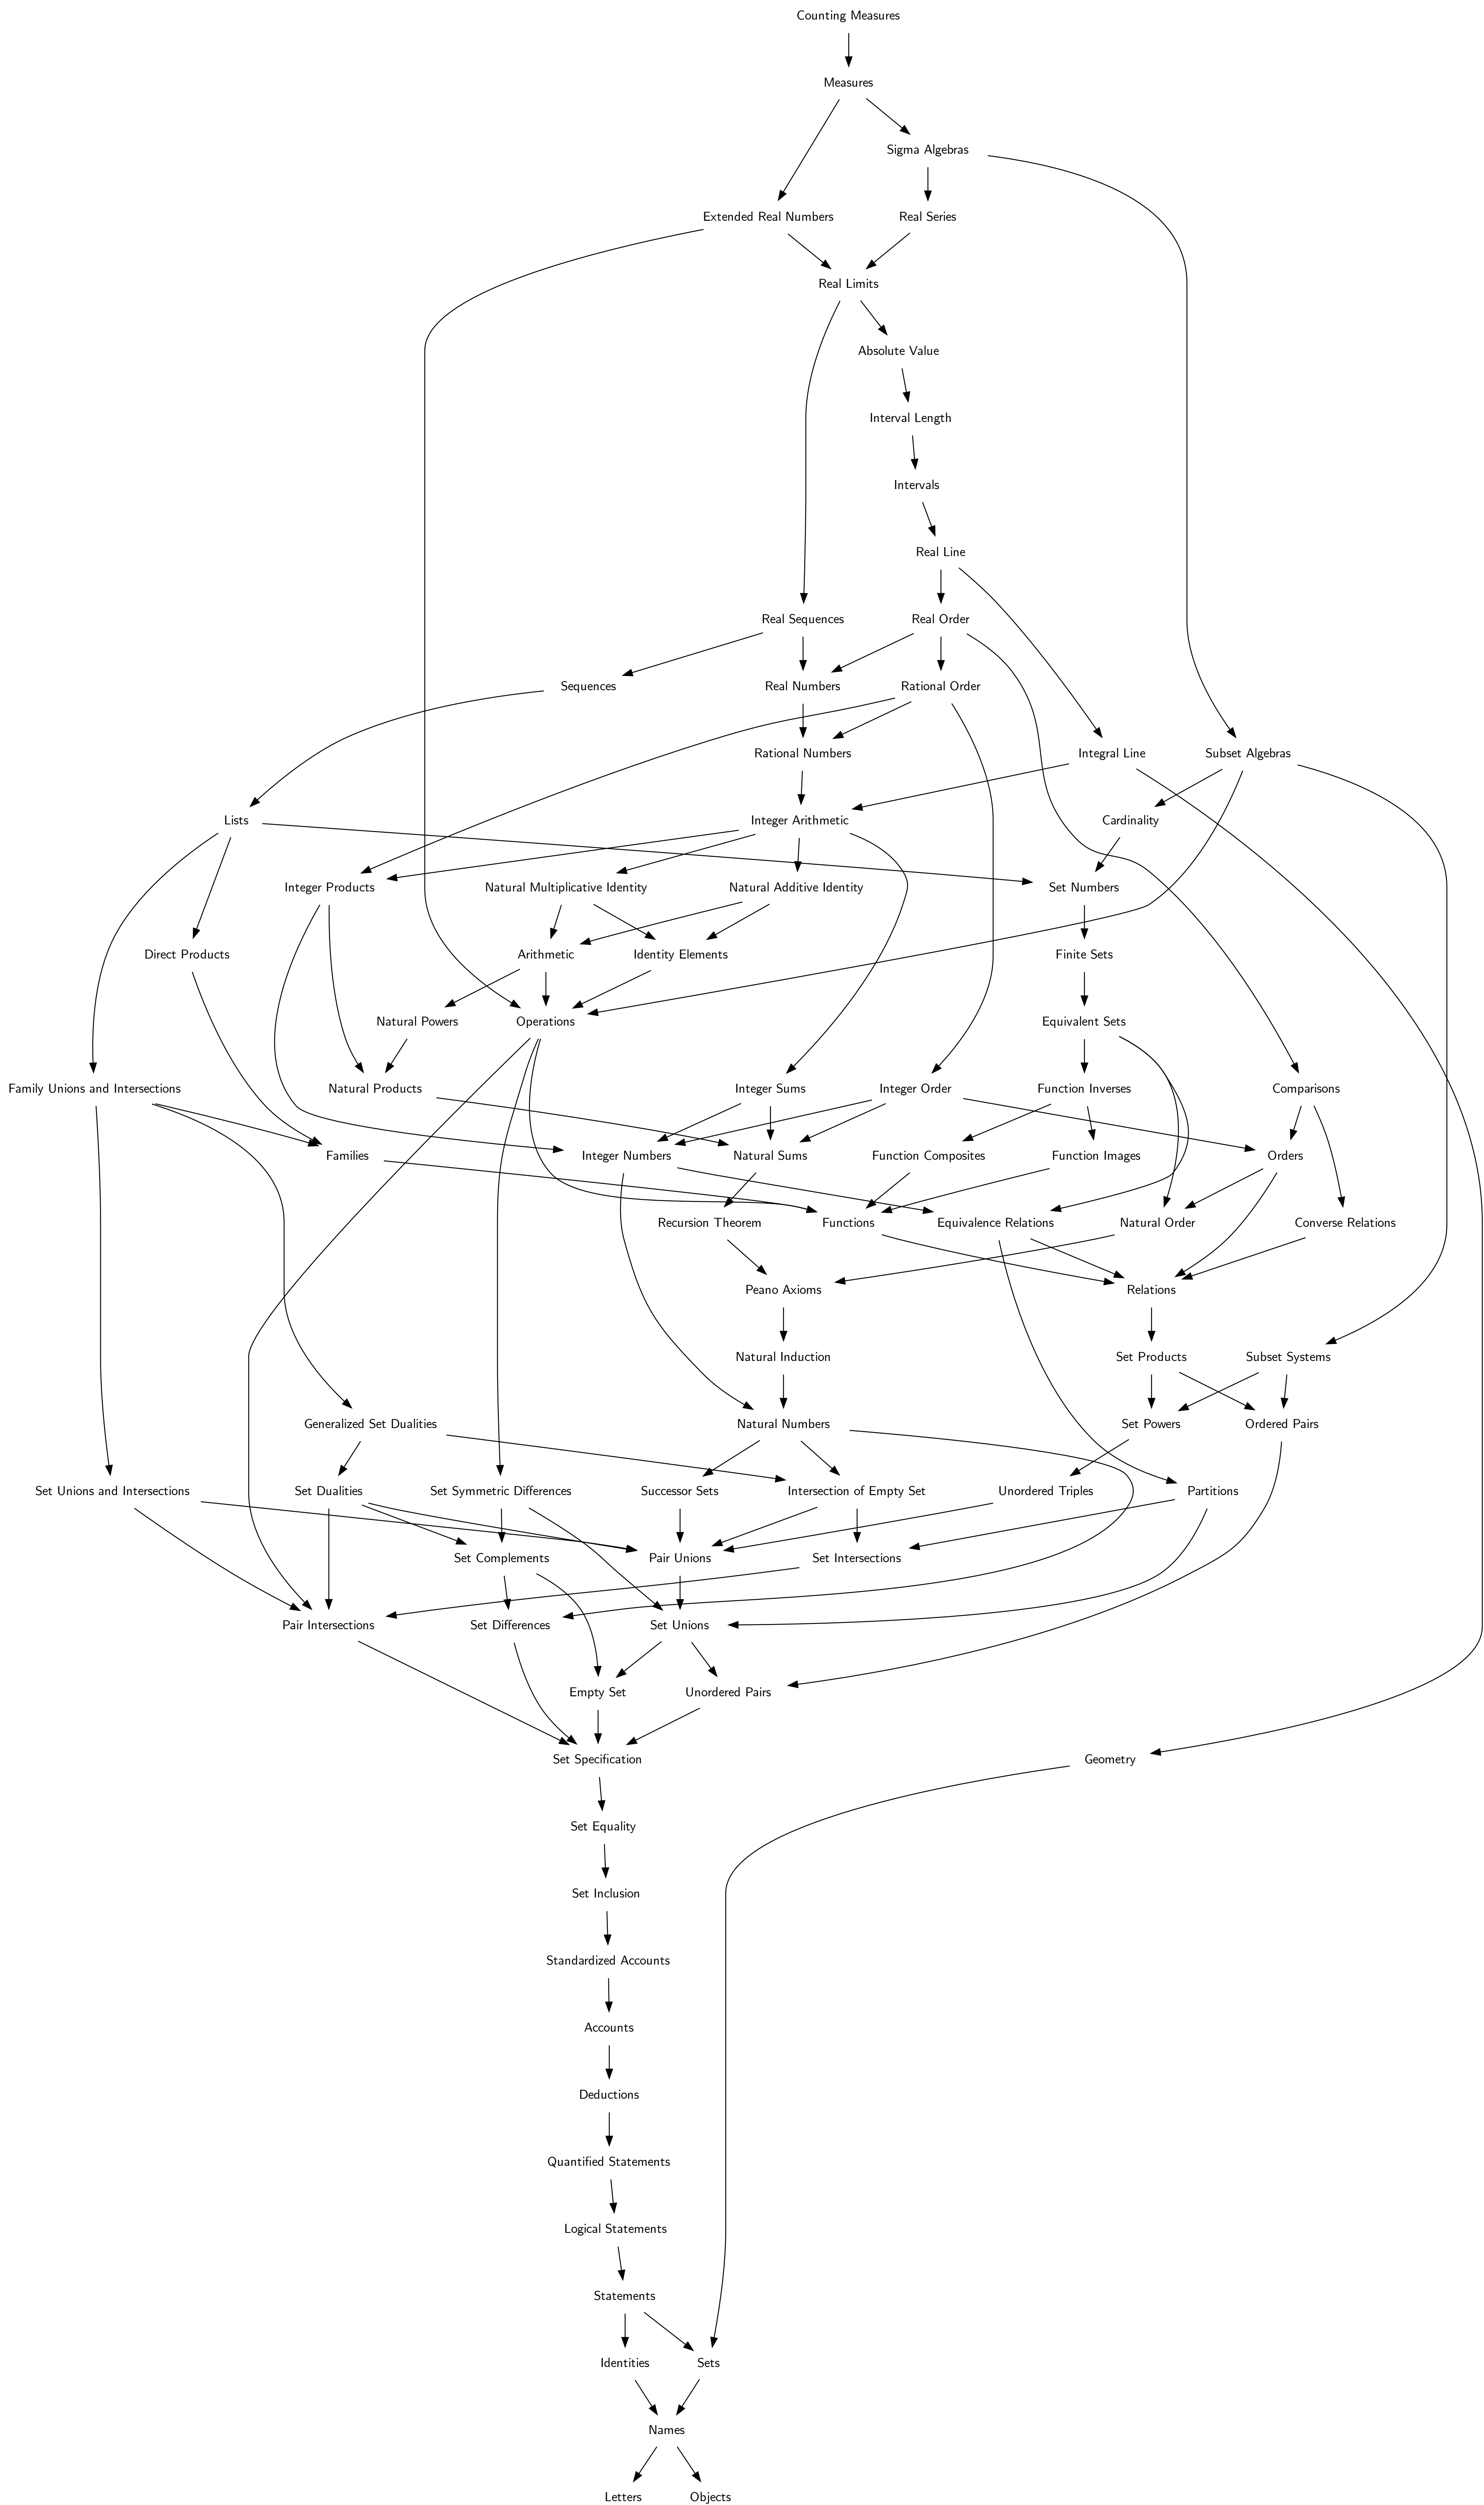 Counting Measures
Measures
Sigma Algebras
Extended Real Numbers
Real Series
Real Limits
Absolute Value
Interval Length
Intervals
Real Line
Real Sequences
Real Order
Sequences
Real Numbers
Rational Order
Rational Numbers
Integral Line
Subset Algebras
Lists
Integer Arithmetic
Cardinality
Integer Products
Natural Multiplicative Identity
Natural Additive Identity
Set Numbers
Direct Products
Arithmetic
Identity Elements
Finite Sets
Natural Powers
Operations
Equivalent Sets
Family Unions and Intersections
Natural Products
Integer Sums
Integer Order
Function Inverses
Comparisons
Families
Integer Numbers
Natural Sums
Function Composites
Function Images
Orders
Recursion Theorem
Functions
Equivalence Relations
Natural Order
Converse Relations
Peano Axioms
Relations
Natural Induction
Set Products
Subset Systems
Generalized Set Dualities
Natural Numbers
Set Powers
Ordered Pairs
Set Unions and Intersections
Set Dualities
Set Symmetric Differences
Successor Sets
Intersection of Empty Set
Unordered Triples
Partitions
Set Complements
Pair Unions
Set Intersections
Pair Intersections
Set Differences
Set Unions
Empty Set
Unordered Pairs
Set Specification
Geometry
Set Equality
Set Inclusion
Standardized Accounts
Accounts
Deductions
Quantified Statements
Logical Statements
Statements
Identities
Sets
Names
Letters
Objects